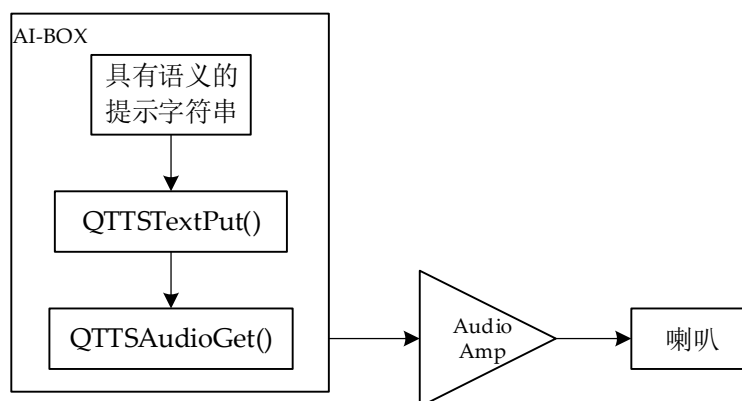 AI-BOX
具有语义的
提示字符串
QTTSTextPut()
QTTSAudioGet()
Audio
Amp
喇叭